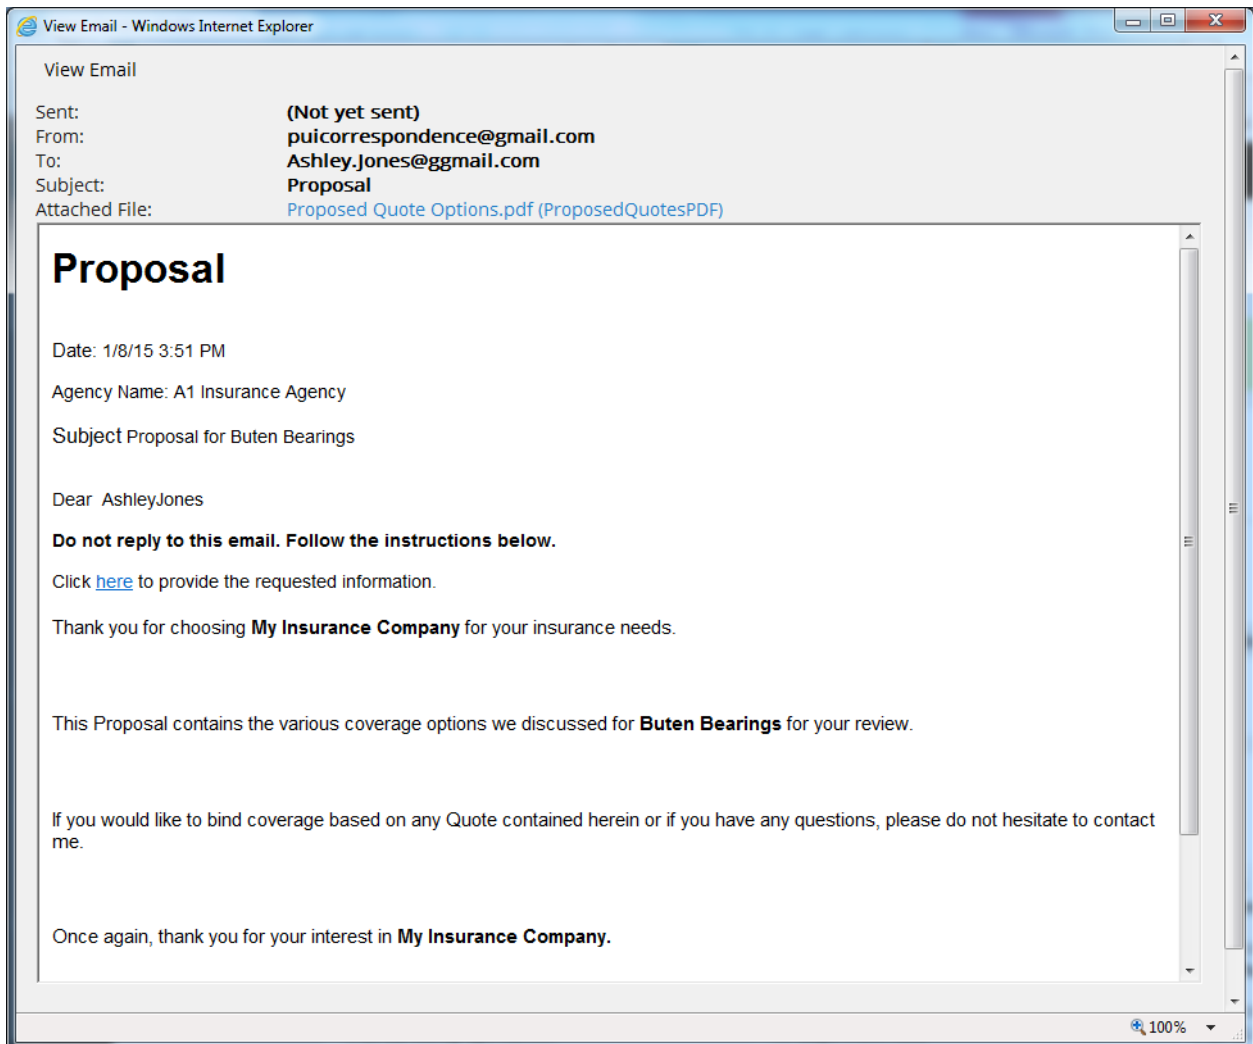 View Email - Windows Internet Explorer
View Email
Sent: (Not yet sent)
From: puicorrespondence@gmail.com
To: Ashley.Jones@ggmail.com
Subject: Proposal
Attached File: Proposed Quote Options.pdf (ProposedQuotesPDF)
Proposal
Date: 1/8/15 3:51 PM
Agency Name: A1 Insurance Agency
Subject Proposal for Buten Bearings
Dear AshleyJones
Do not reply to this email. Follow the instructions below.
Click here to provide the requested information.
Thank you for choosing My Insurance Company for your insurance needs.
This Proposal contains the various coverage options we discussed for Buten Bearings for your review.
If you would like to bind coverage based on any Quote contained herein or if you have any questions, please do not hesitate to contact
me.
Once again, thank you for your interest in My Insurance Company.
100%